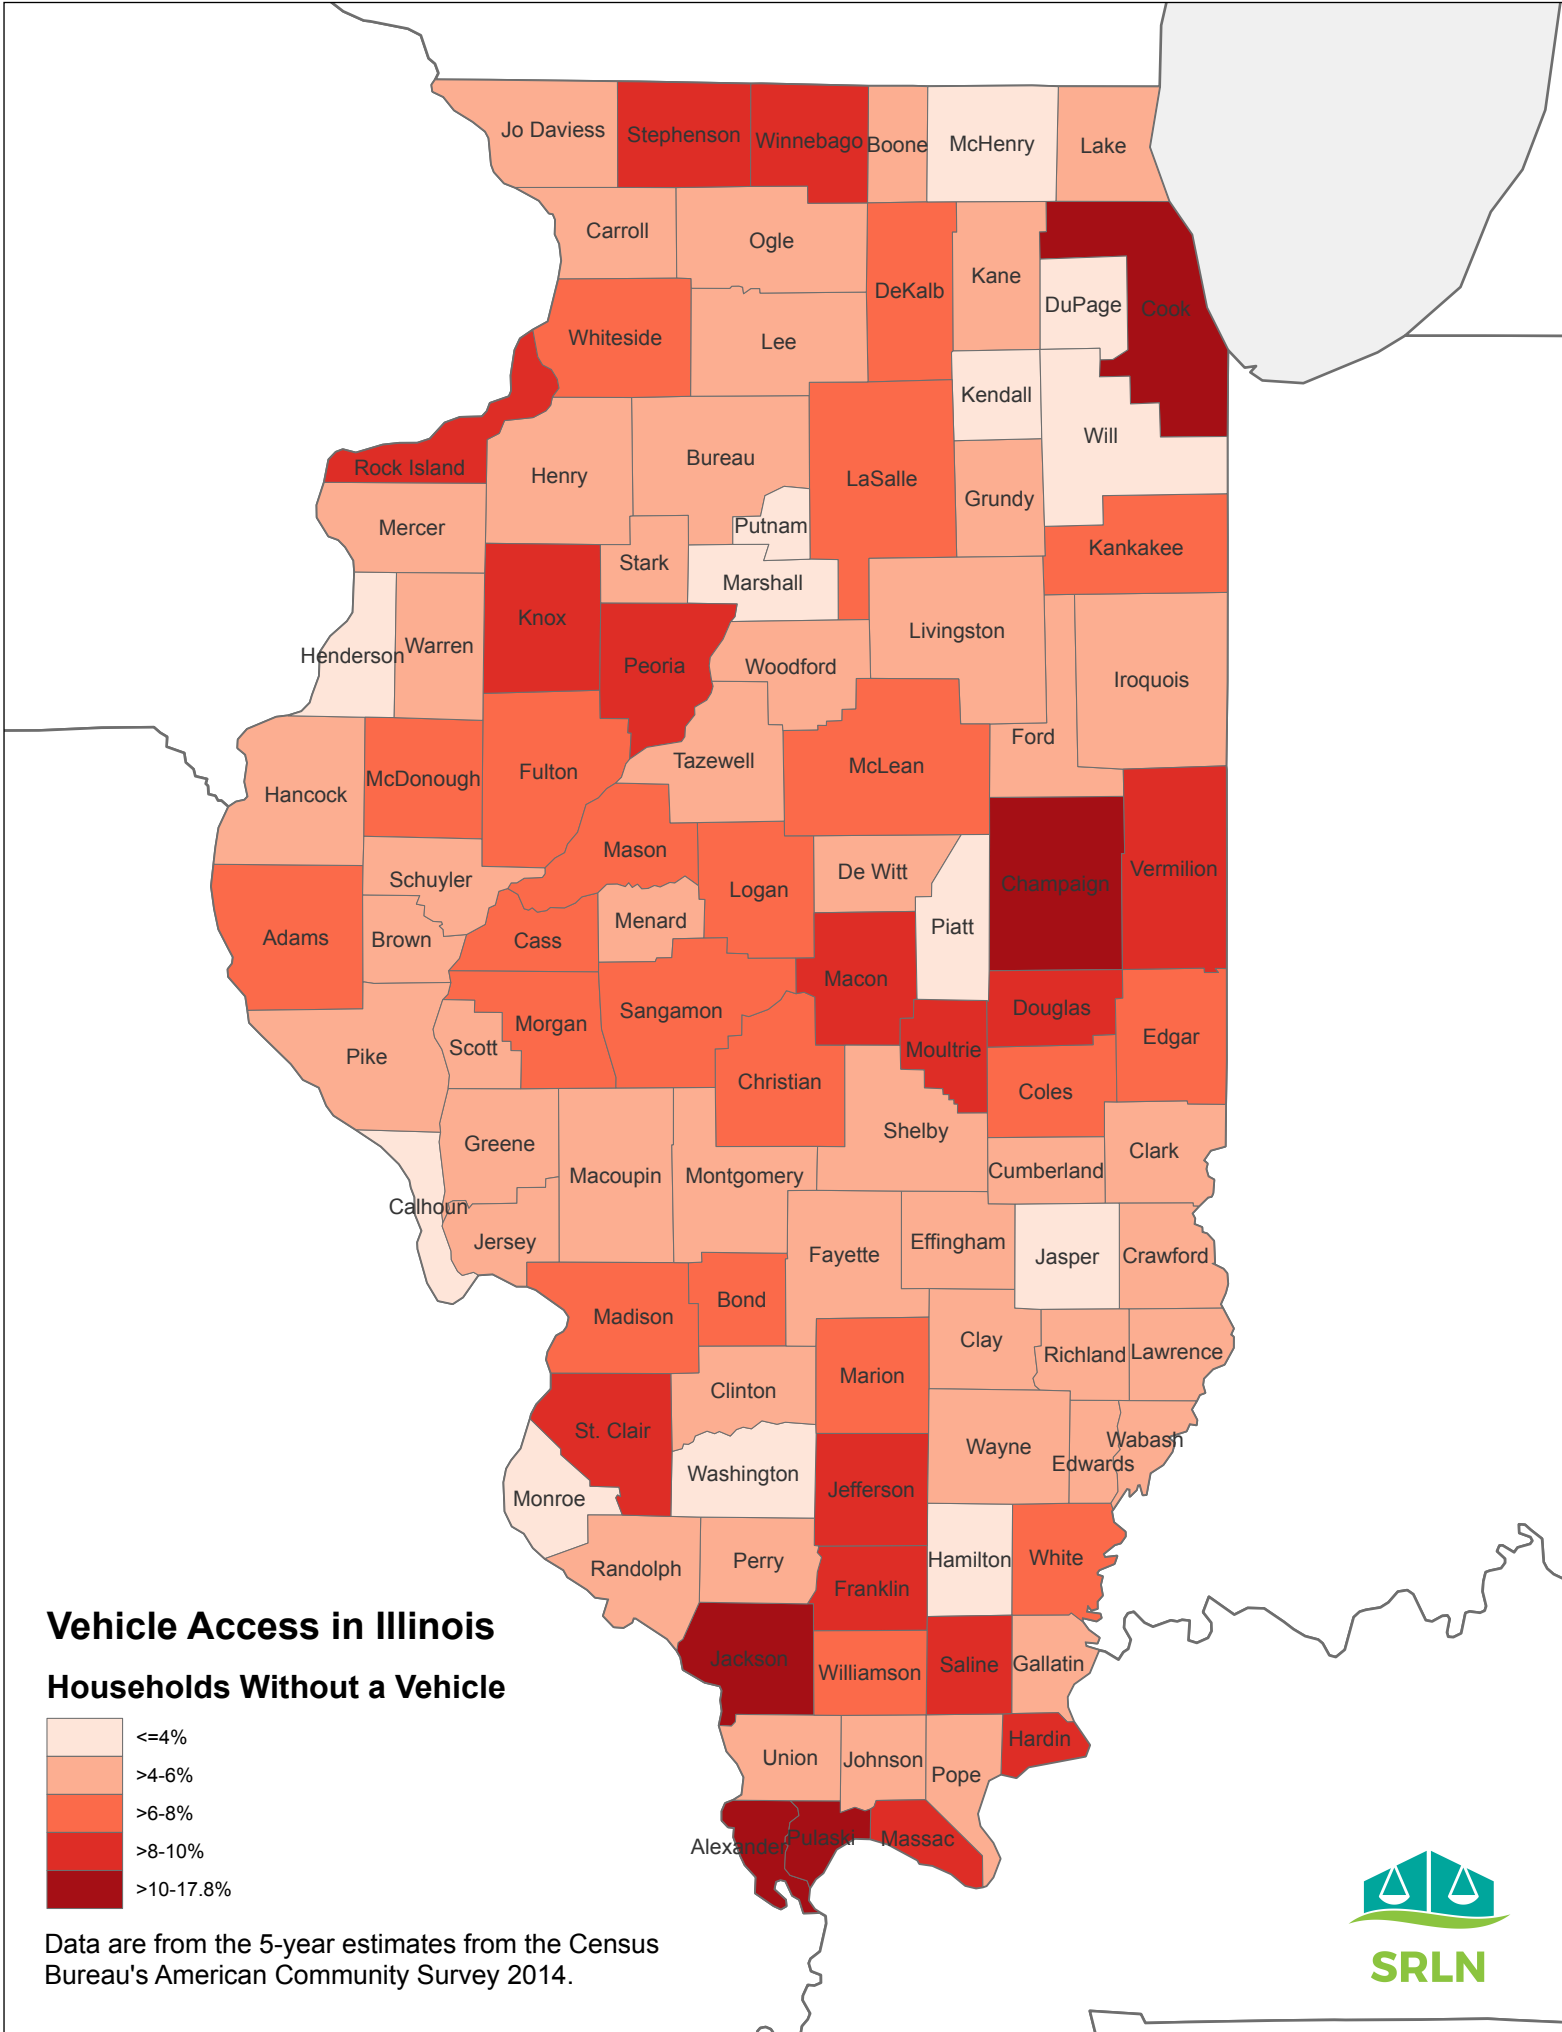 Jo Daviess
Stephenson
Winnebago
Boone
McHenry
Lake
Carroll
Ogle
DeKalb
Kane
DuPage
Cook
Whiteside
Lee
Kendall
Will
Rock Island
Henry
Bureau
LaSalle
Grundy
Mercer
Putnam
Kankakee
Stark
Marshall
Knox
Livingston
Henderson
Warren
Peoria
Woodford
Iroquois
Ford
Tazewell
McLean
Fulton
McDonough
Hancock
Mason
Vermilion
De Witt
Schuyler
Logan
Champaign
Menard
Piatt
Adams
Brown
Cass
Macon
Douglas
Sangamon
Morgan
Edgar
Scott
Moultrie
Pike
Christian
Coles
Shelby
Greene
Clark
Cumberland
Macoupin
Montgomery
Calhoun
Jersey
Effingham
Fayette
Jasper
Crawford
Bond
Madison
Clay
Richland
Lawrence
Marion
Clinton
St. Clair
Wabash
Wayne
Edwards
Washington
Jefferson
Monroe
White
Hamilton
Perry
Randolph
Franklin
Jackson
Saline
Gallatin
Williamson
Hardin
Union
Johnson
Pope
Pulaski
Massac
Alexander
Vehicle Access in Illinois
Households Without a Vehicle
<=4%
>4-6%
>6-8%
>8-10%
>10-17.8%
Data are from the 5-year estimates from the Census
Bureau's American Community Survey 2014.
SRLN